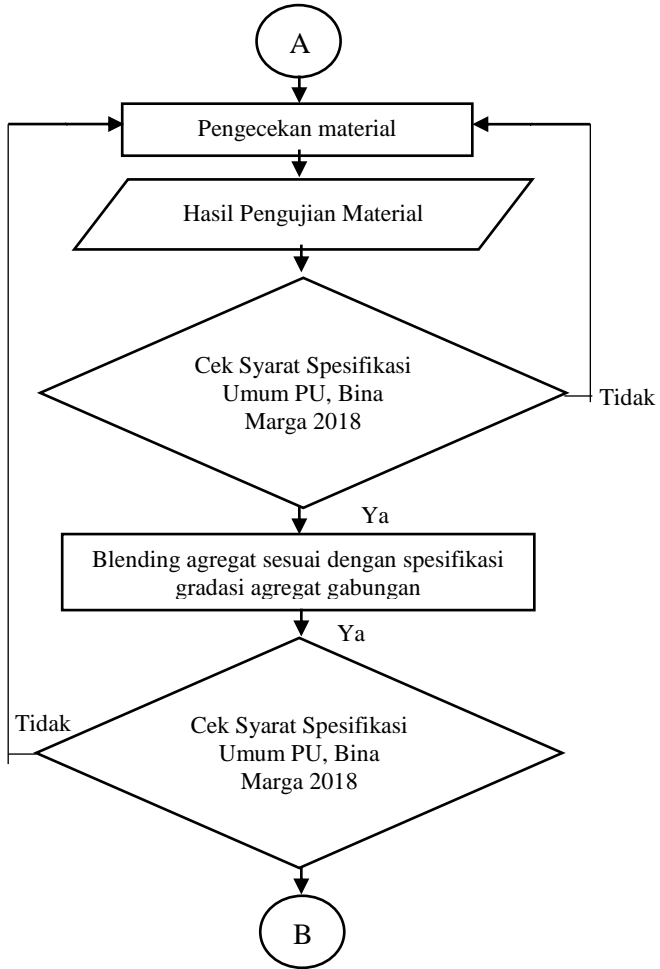 A
Pengecekan material
Hasil Pengujian Material
Cek Syarat Spesifikasi
Umum PU, Bina
Marga 2018
Tidak
Ya
Blending agregat sesuai dengan spesifikasi
gradasi agregat gabungan
Ya
Tidak
Cek Syarat Spesifikasi
Umum PU, Bina
Marga 2018
B